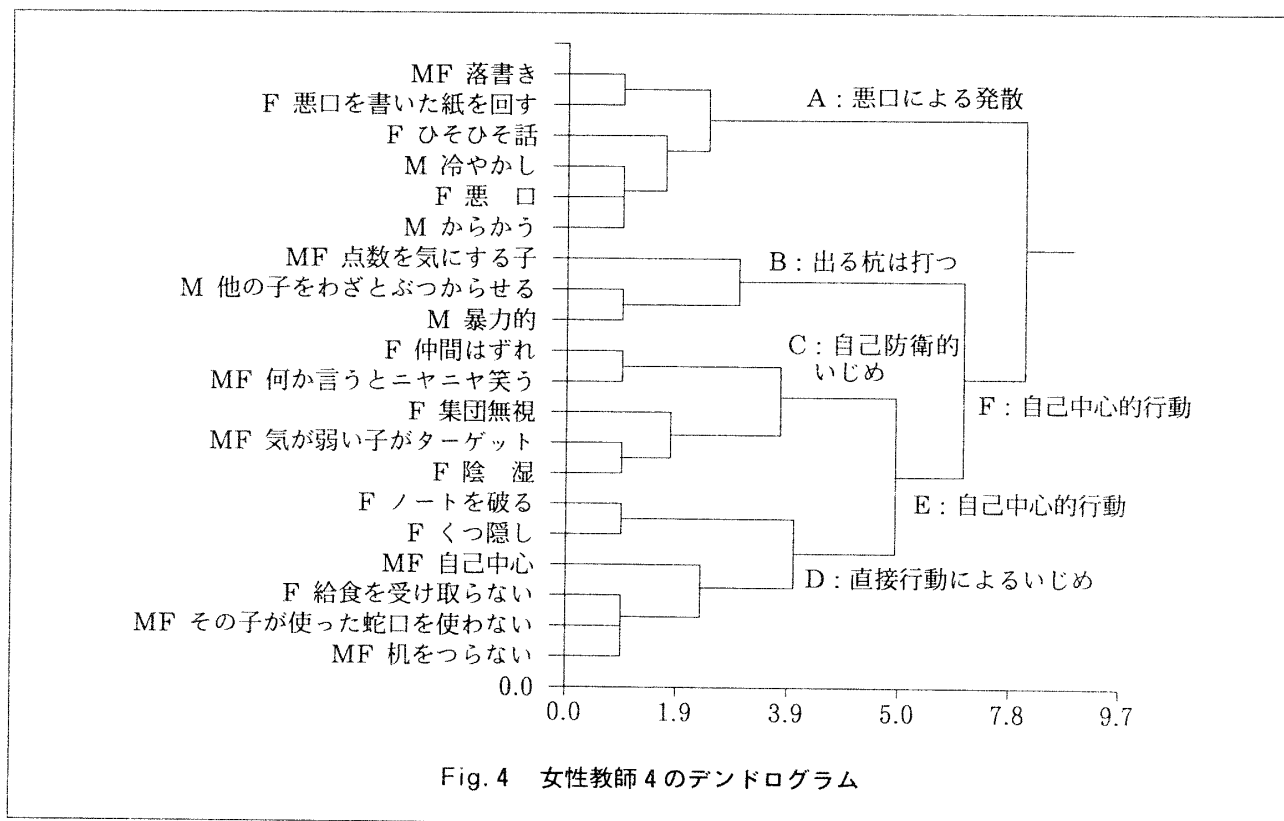 MF 落書き
F 悪口を書いた紙を回す
F ひそひそ話
M 冷やかし
F 悪　口
M からかう
MF 点数を気にする子
M 他の子をわざとぶつからせる
M 暴力的
F 仲間はずれ
MF 何か言うとニヤニヤ笑う
F 集団無視
MF 気が弱い子がターゲット
F 陰　湿
F ノートを破る
F くつ隠し
MF 自己中心
F 給食を受け取らない
MF その子が使った蛇口を使わない
MF 机をつらない
0.0
A：悪口による発散
B：出る杭は打つ
C：自己防衛的
いじめ
F：自己中心的行動
E：自己中心的行動
D：直接行動によるいじめ
0.0 1.9 3.9 5.0 7.8 9.7
Fig. 4　女性教師4のデンドログラム